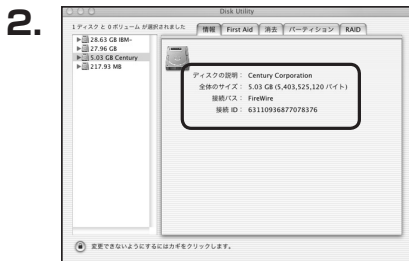 2.
Disk Utility
1 ディスク と 0 ボリューム が選択されました
情報 First Aid 消去 パーティション RAID
28.63 GB IBM-
27.96 GB
5.03 GB Century
217.93 MB
ディスクの説明： Century Corporation
全体のサイズ： 5.03 GB (5,403,525,120 バイト)
接続バス： FireWire
接続 ID： 63110936877078376
変更できないようにするにはカギをクリックします。